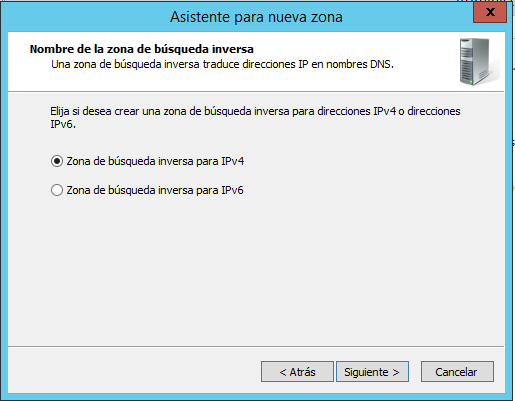 Asistente para nueva zona
x
Nombre de la zona de búsqueda inversa
Una zona de búsqueda inversa traduce direcciones IP en nombres DNS.
Elija si desea crear una zona de búsqueda inversa para direcciones IPv4 o direcciones
IPv6.
Zona de búsqueda inversa para IPv4
Zona de búsqueda inversa para IPv6
< Atrás
Siguiente >
Cancelar